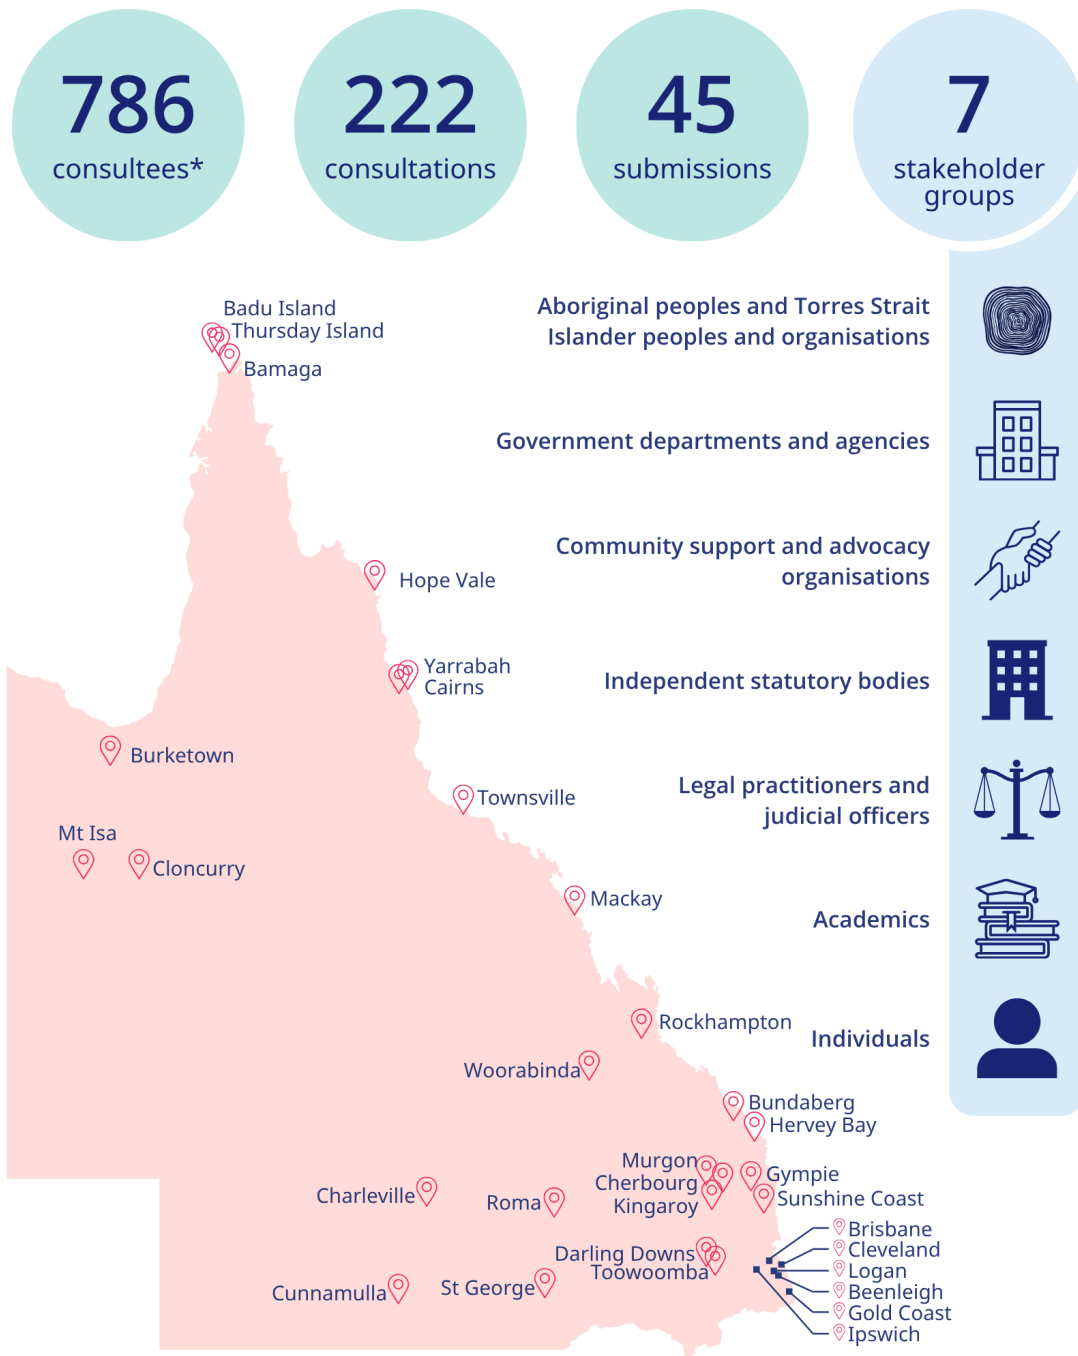 786
consultees*
222
consultations
45
submissions
7
stakeholder
groups
Aboriginal peoples and Torres Strait
Islander peoples and organisations
Government departments and agencies
Community support and advocacy
organisations
Independent statutory bodies
Legal practitioners and
judicial officers
Academics
Individuals
Badu Island
Thursday Island
Bamaga
Hope Vale
Yarrabah
Cairns
Burketown
Townsville
Mt Isa
Cloncurry
Mackay
Rockhampton
Woorabinda
Bundaberg
Hervey Bay
Murgon
Cherbourg
Kingaroy
Gympie
Sunshine Coast
Charleville
Roma
Darling Downs
Toowoomba
Cunnamulla
St George
Brisbane
Cleveland
Logan
Beenleigh
Gold Coast
Ipswich